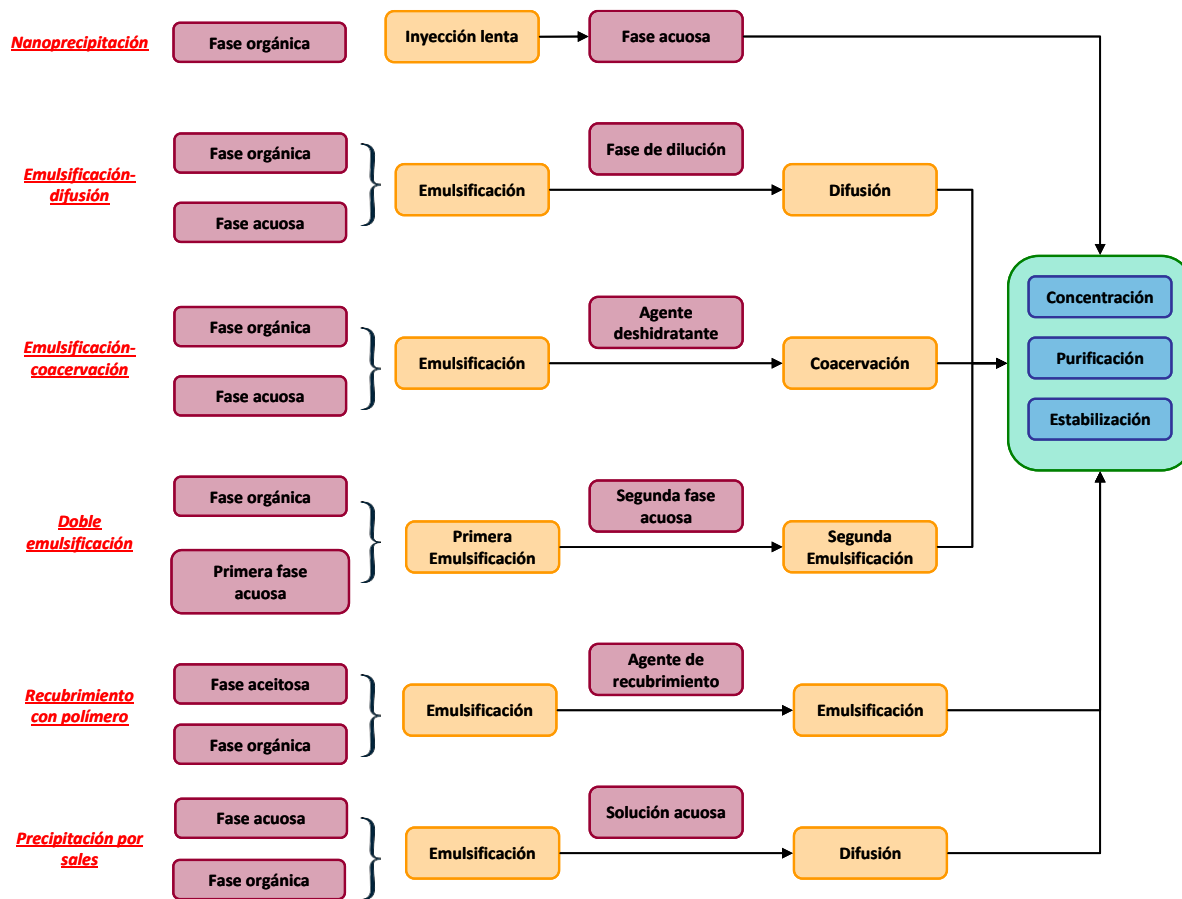 Nanoprecipitación
Fase orgánica
Inyección lenta
Fase acuosa
Emulsificación-
difusión
Fase orgánica
Fase acuosa
Emulsificación
Fase de dilución
Difusión
Emulsificación-
coacervación
Fase orgánica
Fase acuosa
Emulsificación
Agente
deshidratante
Coacervación
Doble
emulsificación
Fase orgánica
Primera fase
acuosa
Primera
Emulsificación
Segunda fase
acuosa
Segunda
Emulsificación
Recubrimiento
con polímero
Fase aceitosa
Fase orgánica
Emulsificación
Agente de
recubrimiento
Emulsificación
Precipitación por
sales
Fase acuosa
Fase orgánica
Emulsificación
Solución acuosa
Difusión
Concentración
Purificación
Estabilización